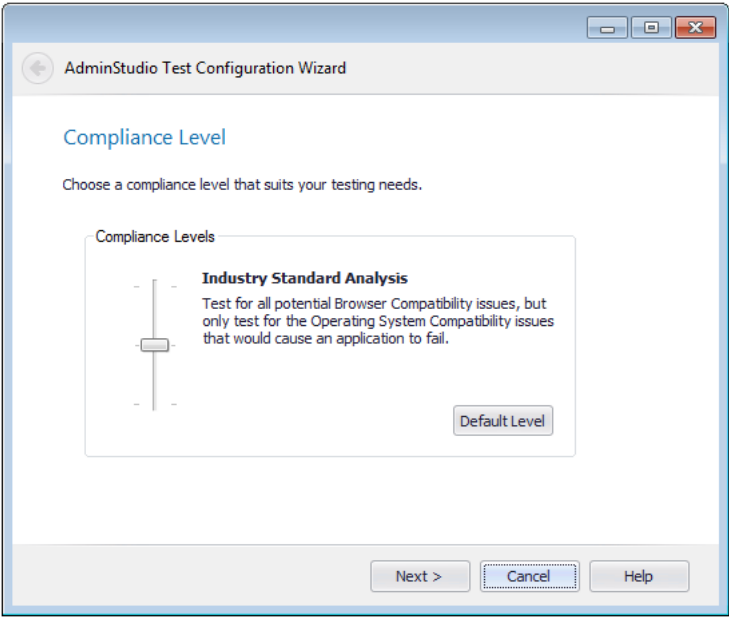 AdminStudio Test Configuration Wizard
Compliance Level
Choose a compliance level that suits your testing needs.
Compliance Levels
Industry Standard Analysis
Test for all potential Browser Compatibility issues, but
only test for the Operating System Compatibility issues
that would cause an application to fail.
Default Level
Next >
Cancel
Help